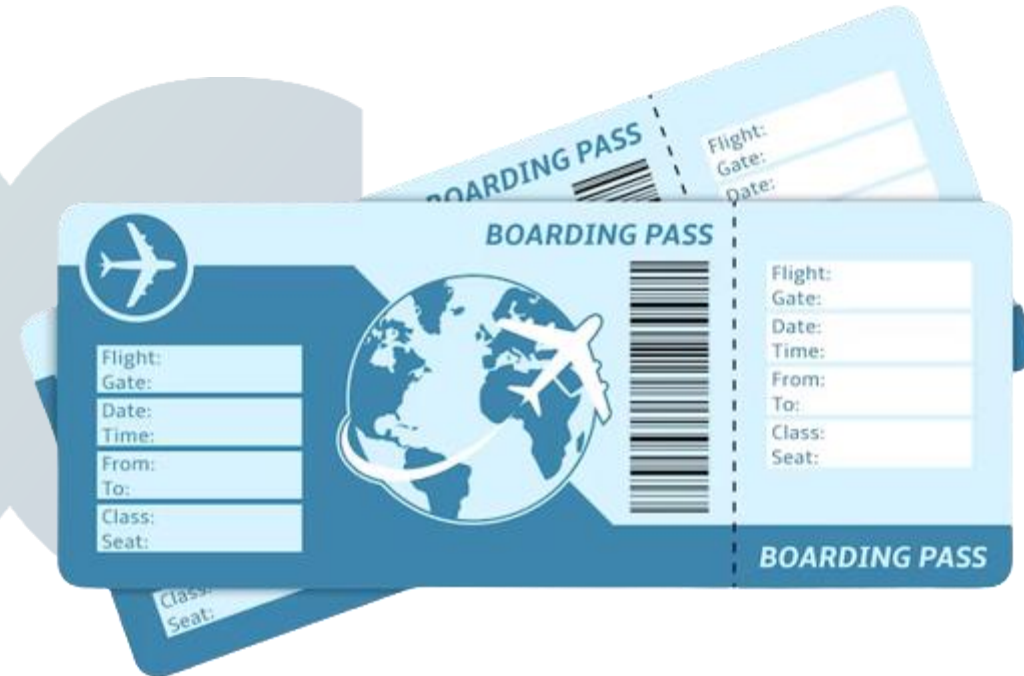 BOARDING PASS
Flight:
Gate:
Date:
BOARDING PASS
Flight:
Gate:
Date:
Time:
From:
To:
Class:
Seat:
Flight:
Gate:
Date:
Time:
From:
To:
Class:
Seat:
BOARDING PASS
Class:
Seat: